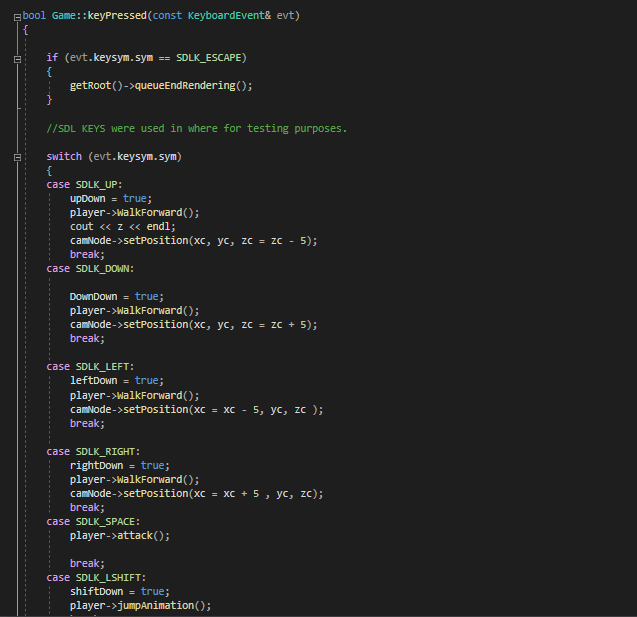 bool Game::keyPressed(const KeyboardEvent& evt)
{
if (evt.keysym.sym == SDLK_ESCAPE)
{
getRoot()->queueEndRendering();
}
//SDL KEYS were used in where for testing purposes.
switch (evt.keysym.sym)
{
case SDLK_UP:
upDown = true;
player->WalkForward();
cout << z << endl;
camNode->setPosition(xc, yc, zc = zc - 5);
break;
case SDLK_DOWN:
DownDown = true;
player->WalkForward();
camNode->setPosition(xc, yc, zc = zc + 5);
break;
case SDLK_LEFT:
leftDown = true;
player->WalkForward();
camNode->setPosition(xc = xc - 5, yc, zc );
break;
case SDLK_RIGHT:
rightDown = true;
player->WalkForward();
camNode->setPosition(xc = xc + 5 , yc, zc);
break;
case SDLK_SPACE:
player->attack();
break;
case SDLK_LSHIFT:
shiftDown = true;
player->jumpAnimation();